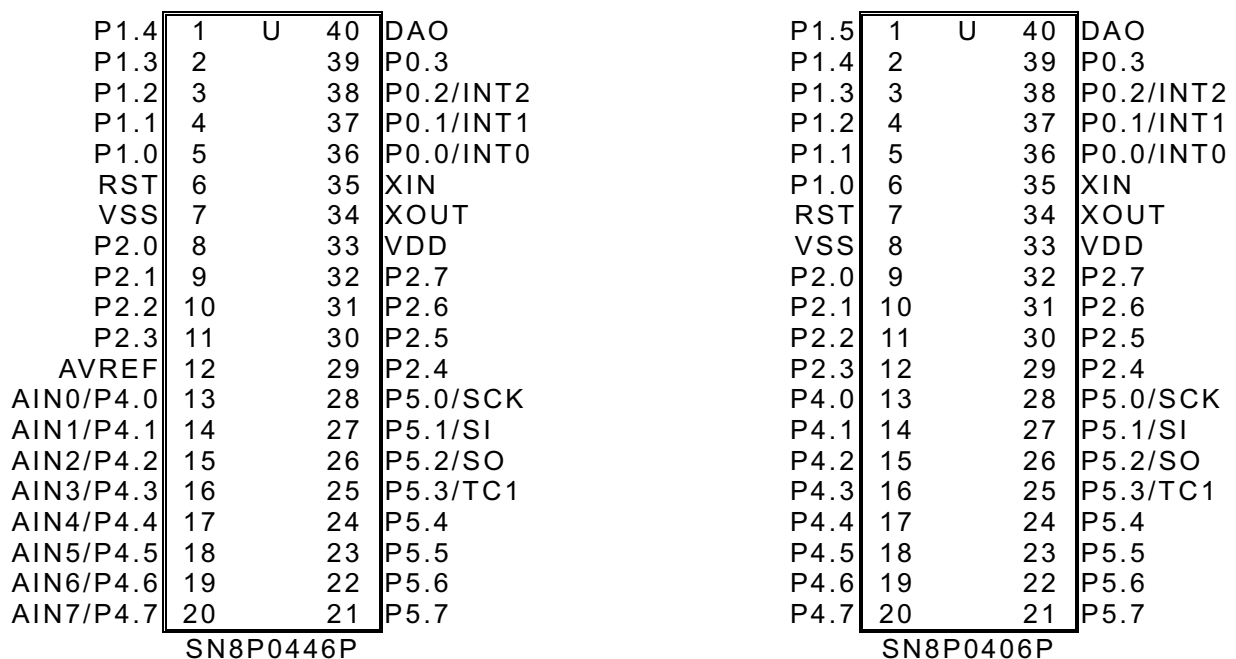 P1.4 1 U 40 DAO P1.5 1 U 40 DAO
P1.3 2 39 P0.3 P1.4 2 39 P0.3
P1.2 3 38 P0.2/INT2 P1.3 3 38 P0.2/INT2
P1.1 4 37 P0.1/INT1 P1.2 4 37 P0.1/INT1
P1.0 5 36 P0.0/INT0 P1.1 5 36 P0.0/INT0
RST 6 35 XIN P1.0 6 35 XIN
VSS 7 34 XOUT RST 7 34 XOUT
P2.0 8 33 VDD VSS 8 33 VDD
P2.1 9 32 P2.7 P2.0 9 32 P2.7
P2.2 10 31 P2.6 P2.1 10 31 P2.6
P2.3 11 30 P2.5 P2.2 11 30 P2.5
AVREF 12 29 P2.4 P2.3 12 29 P2.4
AIN0/P4.0 13 28 P5.0/SCK P4.0 13 28 P5.0/SCK
AIN1/P4.1 14 27 P5.1/SI P4.1 14 27 P5.1/SI
AIN2/P4.2 15 26 P5.2/SO P4.2 15 26 P5.2/SO
AIN3/P4.3 16 25 P5.3/TC1 P4.3 16 25 P5.3/TC1
AIN4/P4.4 17 24 P5.4 P4.4 17 24 P5.4
AIN5/P4.5 18 23 P5.5 P4.5 18 23 P5.5
AIN6/P4.6 19 22 P5.6 P4.6 19 22 P5.6
AIN7/P4.7 20 21 P5.7 P4.7 20 21 P5.7
SN8P0446P SN8P0406P